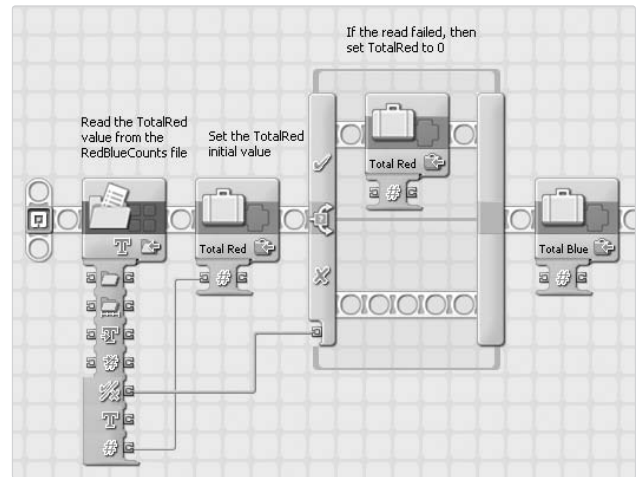 If the read failed, then
set TotalRed to 0
Read the TotalRed
value from the
RedBlueCounts file
Set the TotalRed
initial value
Total Red
Total Red
Total Blue
T
#
#
#
T
#
T
#